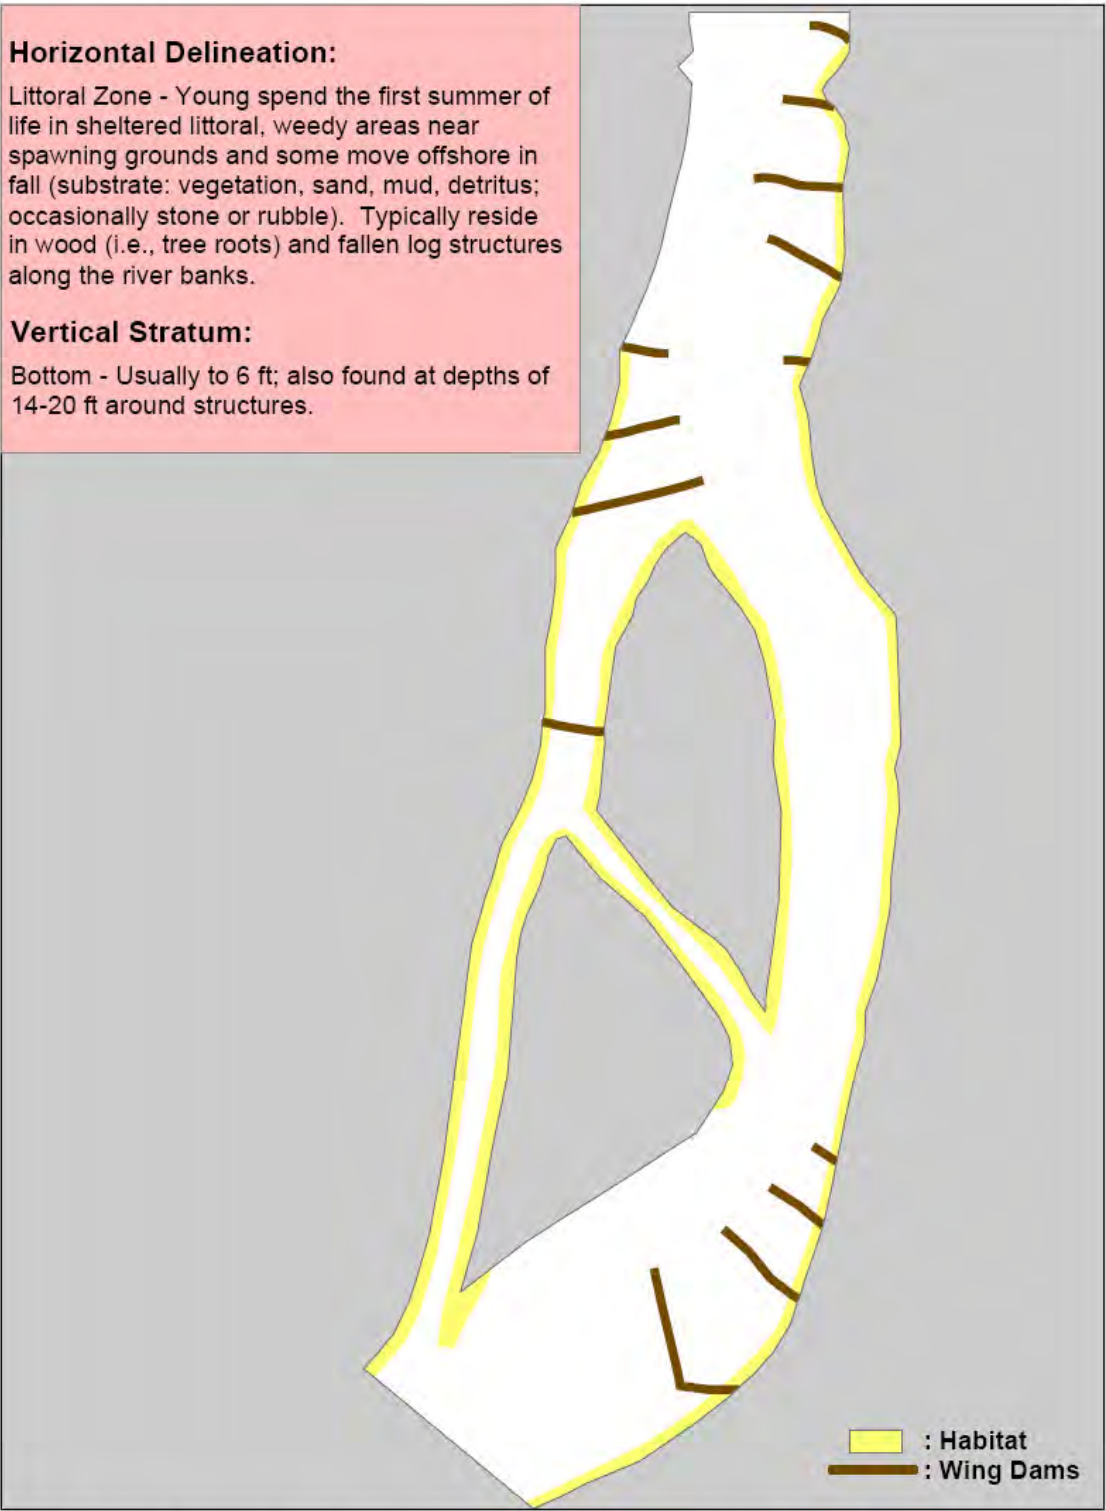 Horizontal Delineation:
Littoral Zone - Young spend the first summer of
life in sheltered littoral, weedy areas near
spawning grounds and some move offshore in
fall (substrate: vegetation, sand, mud, detritus;
occasionally stone or rubble).  Typically reside
in wood (i.e., tree roots) and fallen log structures
along the river banks.
Vertical Stratum:
Bottom - Usually to 6 ft; also found at depths of
14-20 ft around structures.
: Habitat
: Wing Dams